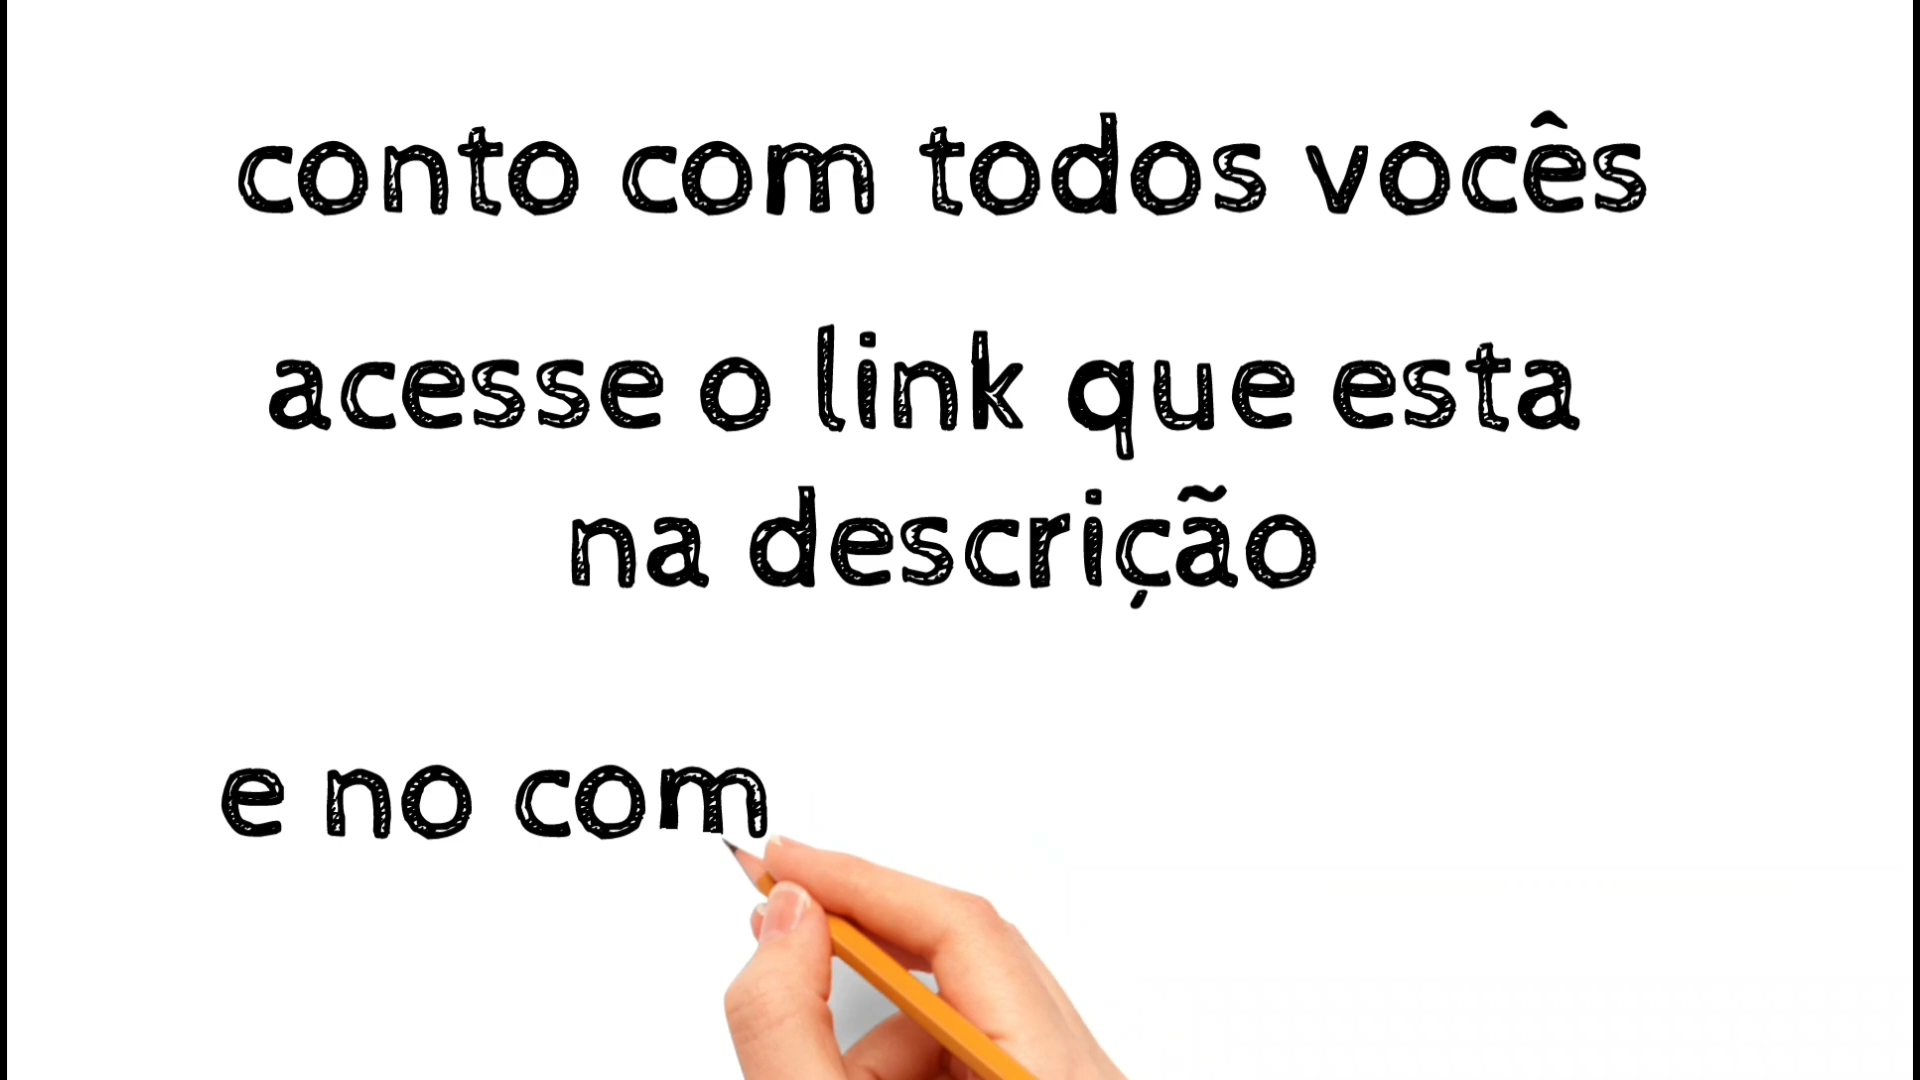 conto com todos vocês
acesse o link que esta
na descrição
e no com